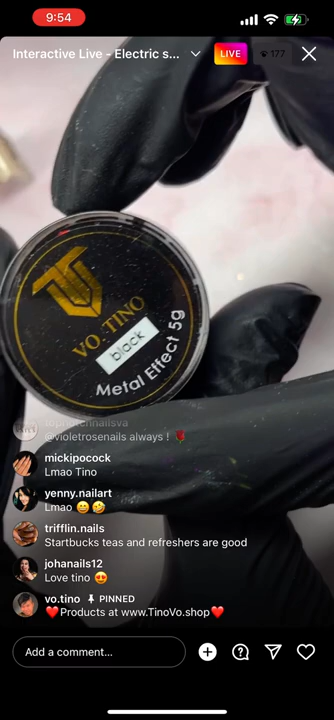 9:54
Interactive Live - Electric s...
LIVE
177
VO TINO
black
Metal Effect 5g
@violetrosenails always ! 🌹
mickipocock
Lmao Tino
yenny.nailart
Lmao 😀🤣
trifflin.nails
Startbucks teas and refreshers are good
johanails12
Love tino 😍
vo.tino PINNED
❤️Products at www.TinoVo.shop❤️
Add a comment...